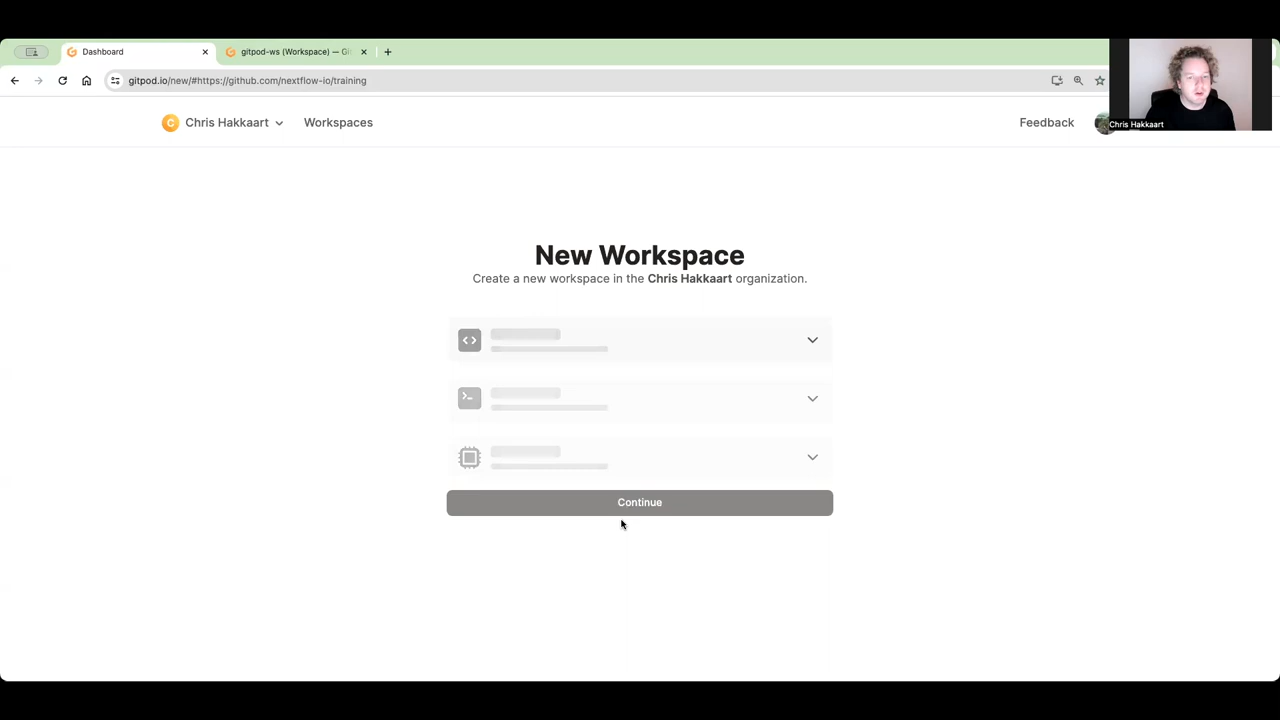 Dashboard
gitpod-ws (Workspace) — Gi
gitpod.io/new/#https://github.com/nextflow-io/training
Chris Hakkaart
Chris Hakkaart
Workspaces
Feedback
New Workspace
Create a new workspace in the Chris Hakkaart organization.
Continue